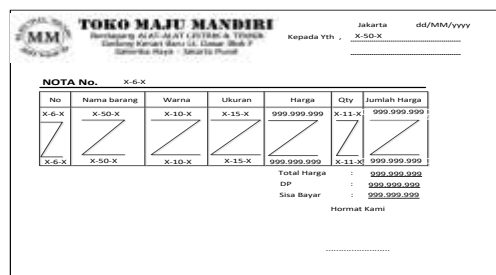 MM
TOKO MAJU MANDIRI
Jakarta dd/MM/yyyy
Kepada Yth . X-50-X
NOTA No. X-6-X
No Nama barang Warna Ukuran Harga Qty Jumlah Harga
X-6-X X-50-X X-10-X X-15-X 999.999.999 X-11-X 999.999.999
X-6-X X-50-X X-10-X X-15-X 999.999.999 X-11-X 999.999.999
Total Harga : 999.999.999
DP : 999.999.999
Sisa Bayar : 999.999.999
Hormat Kami